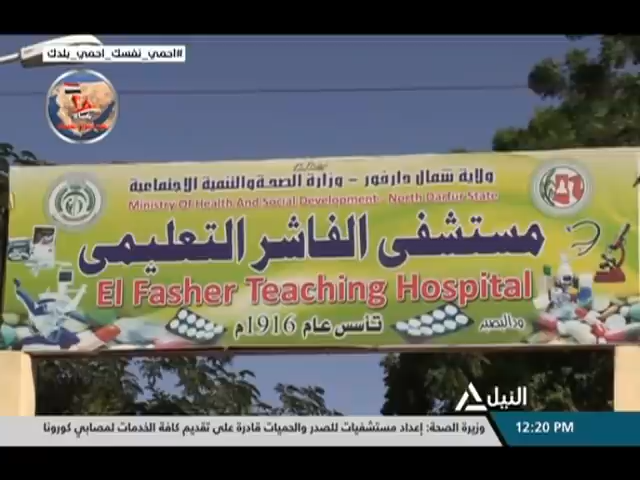 #احمي_نفسك_احمي_بلدك
ولاية شمال دارفور - وزارة الصحة والتنمية الاجتماعية
Ministry Of Health And Social Development - North Darfur State
مستشفى الفاشر التعليمى
El Fasher Teaching Hospital
تأسس عام 1916م
ودالبصير
النيل
وزيرة الصحة: إعداد مستشفيات للصدر والحميات قادرة على تقديم كافة الخدمات لمصابي كورونا
12:20 PM